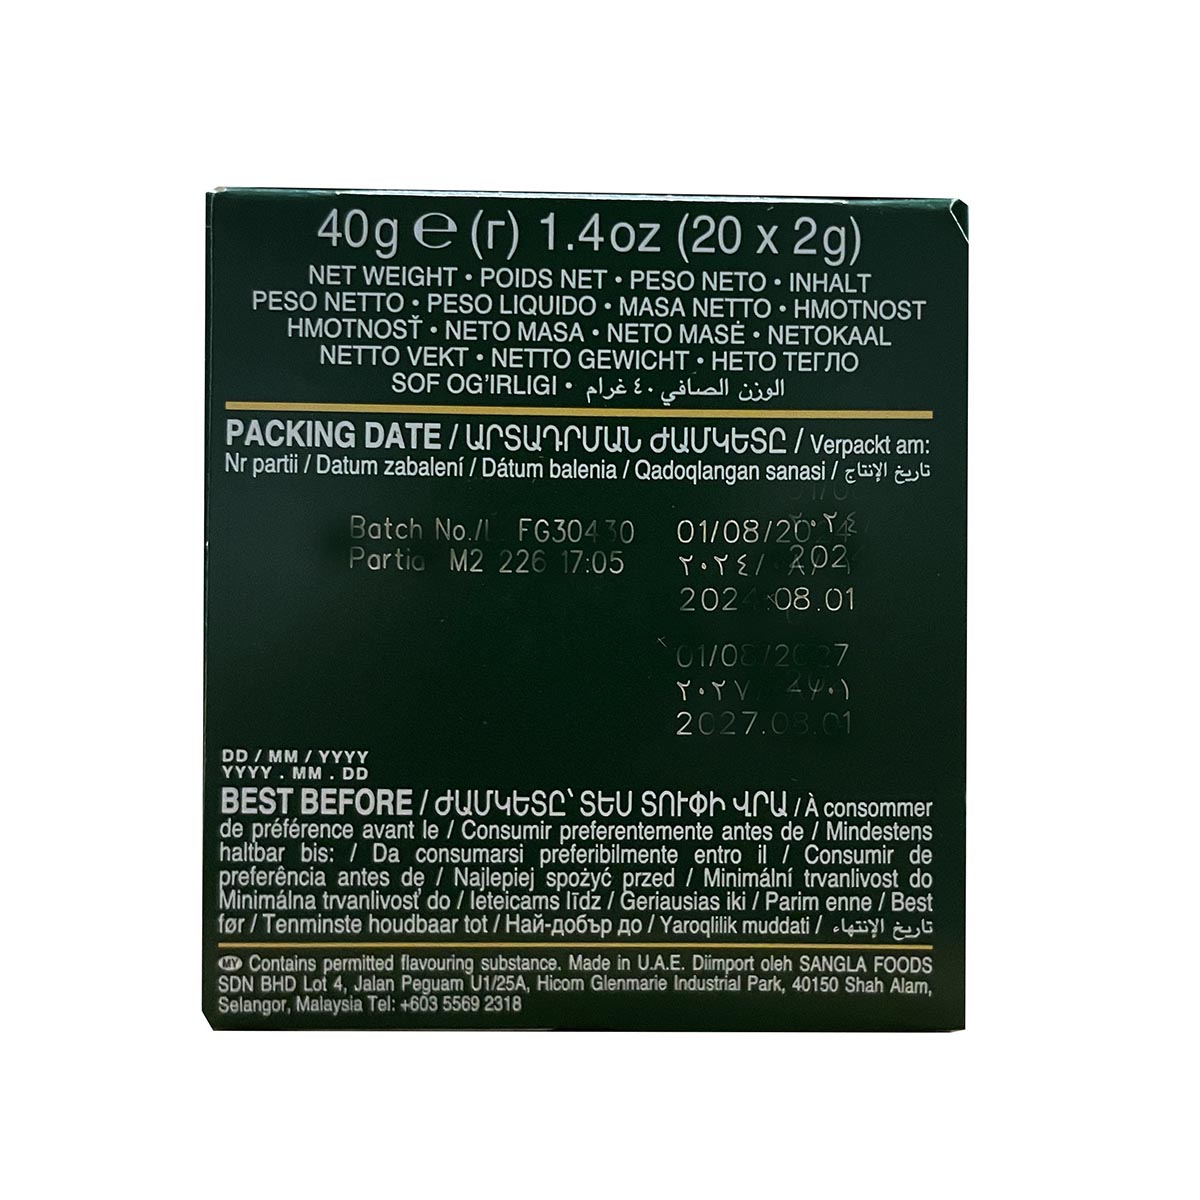 40g ℮ (г) 1.4oz (20 x 2g)
NET WEIGHT • POIDS NET • PESO NETO • INHALT
PESO NETTO • PESO LIQUIDO • MASA NETTO • HMOTNOST
HMOTNOSŤ • NETO MASA • NETO MASĖ • NETOKAAL
NETTO VEKT • NETTO GEWICHT • НЕТО ТЕГЛО
SOF OG'IRLIGI • الوزن الصافي ٤٠ غرام
PACKING DATE / ԱՐՏԱԴՐՄԱՆ ԺԱՄԿԵՏԸ / Verpackt am:
Nr partii / Datum zabalení / Dátum balenia / Qadoqlangan sanasi / تاريخ الإنتاج
Batch No./L FG30430 01/08/2024
Partia M2 226 17:05
2024.08.01
01/08/2027
2027.08.01
DD / MM / YYYY
YYYY . MM . DD
BEST BEFORE / ԺԱՄԿԵՏԸ՝ ՏԵՍ ՏՈՒՓԻ ՎՐԱ / À consommer
de préférence avant le / Consumir preferentemente antes de / Mindestens
haltbar bis: / Da consumarsi preferibilmente entro il / Consumir de
preferência antes de / Najlepiej spożyć przed / Minimální trvanlivost do
Minimálna trvanlivosť do / Ieteicams līdz / Geriausias iki / Parim enne / Best
før / Tenminste houdbaar tot / Най-добър до / Yaroqlilik muddati / تاريخ الإنتهاء
MY Contains permitted flavouring substance. Made in U.A.E. Diimport oleh SANGLA FOODS
SDN BHD Lot 4, Jalan Peguam U1/25A, Hicom Glenmarie Industrial Park, 40150 Shah Alam,
Selangor, Malaysia Tel: +603 5569 2318